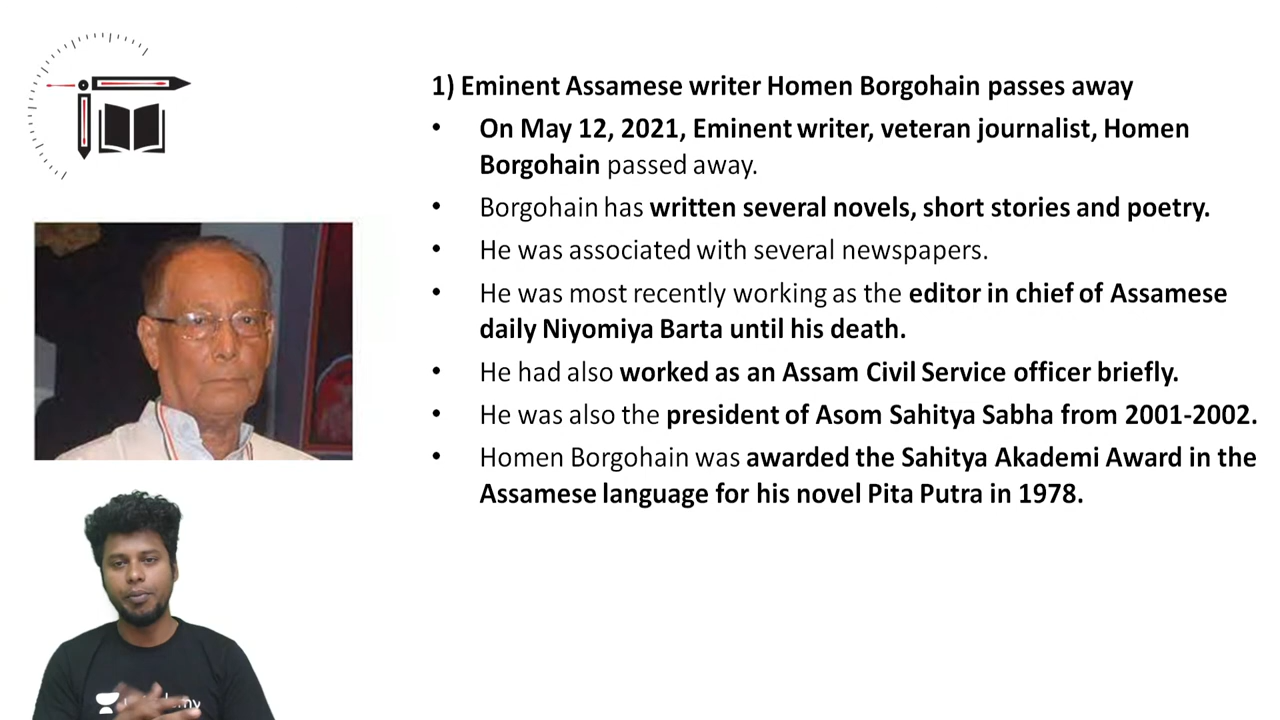 1) Eminent Assamese writer Homen Borgohain passes away
• On May 12, 2021, Eminent writer, veteran journalist, Homen
Borgohain passed away.
• Borgohain has written several novels, short stories and poetry.
• He was associated with several newspapers.
• He was most recently working as the editor in chief of Assamese
daily Niyomiya Barta until his death.
• He had also worked as an Assam Civil Service officer briefly.
• He was also the president of Asom Sahitya Sabha from 2001-2002.
• Homen Borgohain was awarded the Sahitya Akademi Award in the
Assamese language for his novel Pita Putra in 1978.